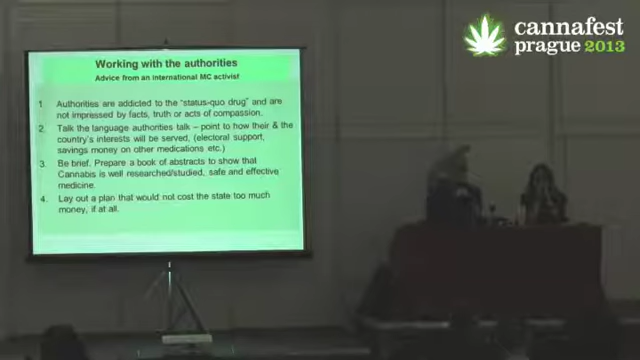 cannafest
prague 2013
Working with the authorities
Advice from an international MC activist
1. Authorities are addicted to the "status-quo drug" and are
not impressed by facts, truth or acts of compassion.
2. Talk the language authorities talk – point to how their & the
country's interests will be served, (electoral support,
savings money on other medications etc.)
3. Be brief. Prepare a book of abstracts to show that
Cannabis is well researched/studied, safe and effective
medicine.
4. Lay out a plan that would not cost the state too much
money, if at all.